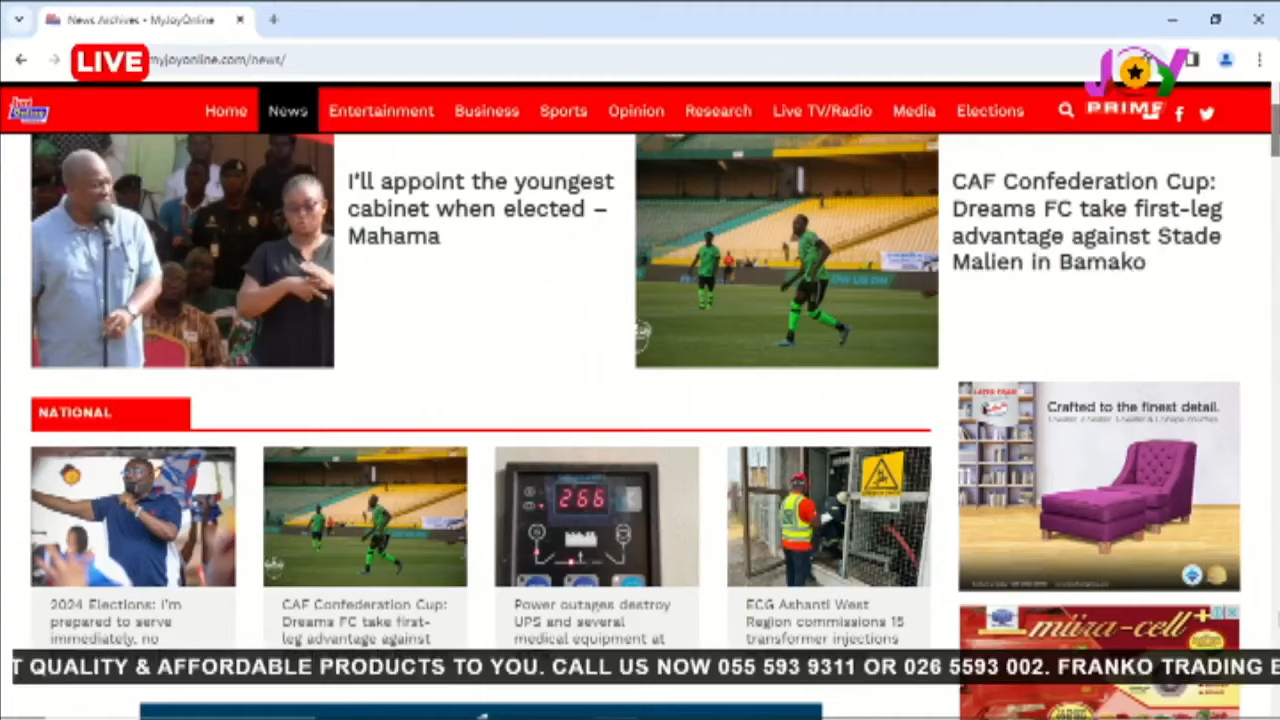 News Archives - MyJoyOnline
LIVE
myjoyonline.com/news/
JOY
PRIME
Home
News
Entertainment
Business
Sports
Opinion
Research
Live TV/Radio
Media
Elections
I'll appoint the youngest
cabinet when elected –
Mahama
CAF Confederation Cup:
Dreams FC take first-leg
advantage against Stade
Malien in Bamako
NATIONAL
Crafted to the finest detail.
266
2024 Elections: I'm
prepared to serve
immediately, no
CAF Confederation Cup:
Dreams FC take first-
leg advantage against
Power outages destroy
UPS and several
medical equipment at
ECG Ashanti West
Region commissions 15
transformer injections
miira-cell+
T QUALITY & AFFORDABLE PRODUCTS TO YOU. CALL US NOW 055 593 9311 OR 026 5593 002. FRANKO TRADING E